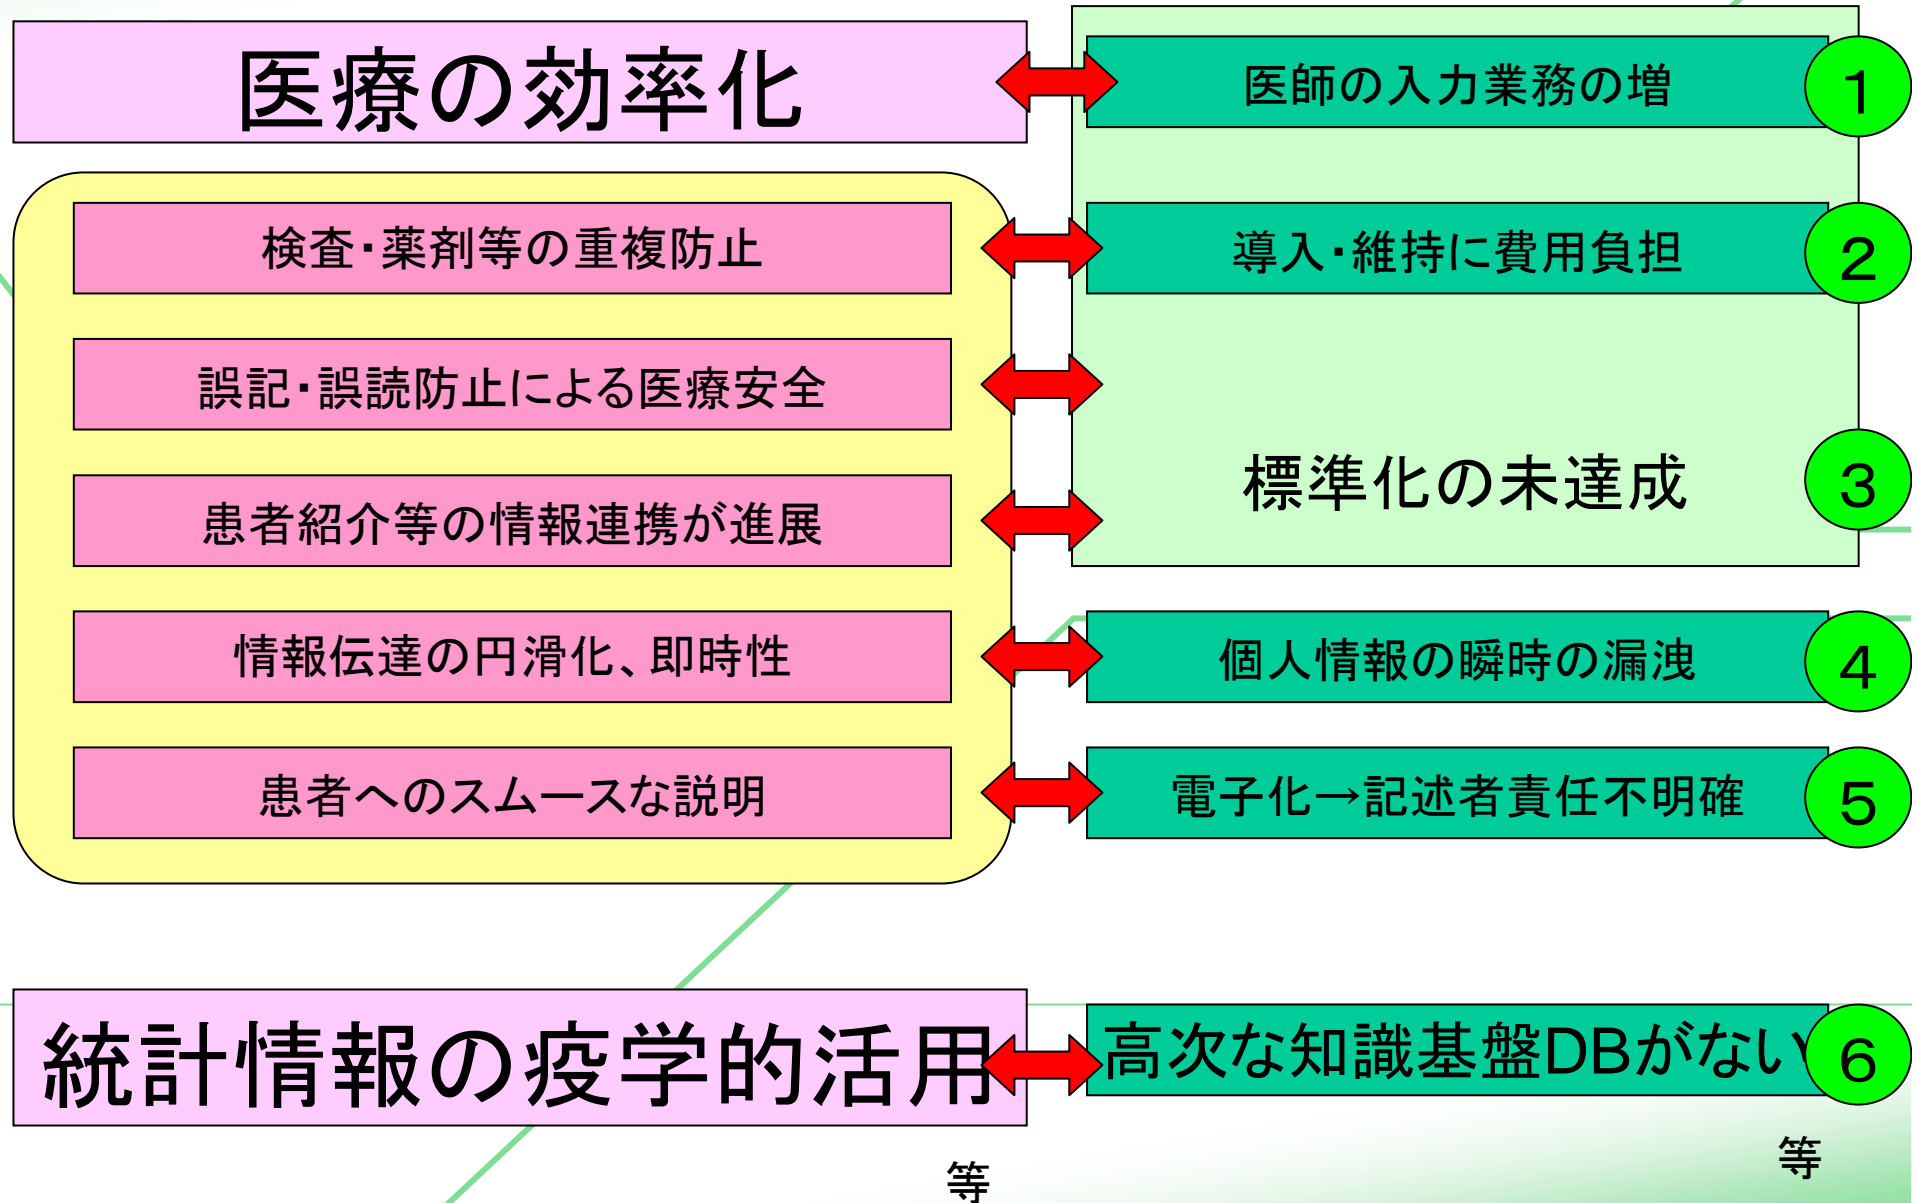 医療の効率化
医師の入力業務の増
1
検査・薬剤等の重複防止
導入・維持に費用負担
2
誤記・誤読防止による医療安全
標準化の未達成
3
患者紹介等の情報連携が進展
情報伝達の円滑化、即時性
個人情報の瞬時の漏洩
4
患者へのスムースな説明
電子化→記述者責任不明確
5
統計情報の疫学的活用
高次な知識基盤DBがない
6
等
等